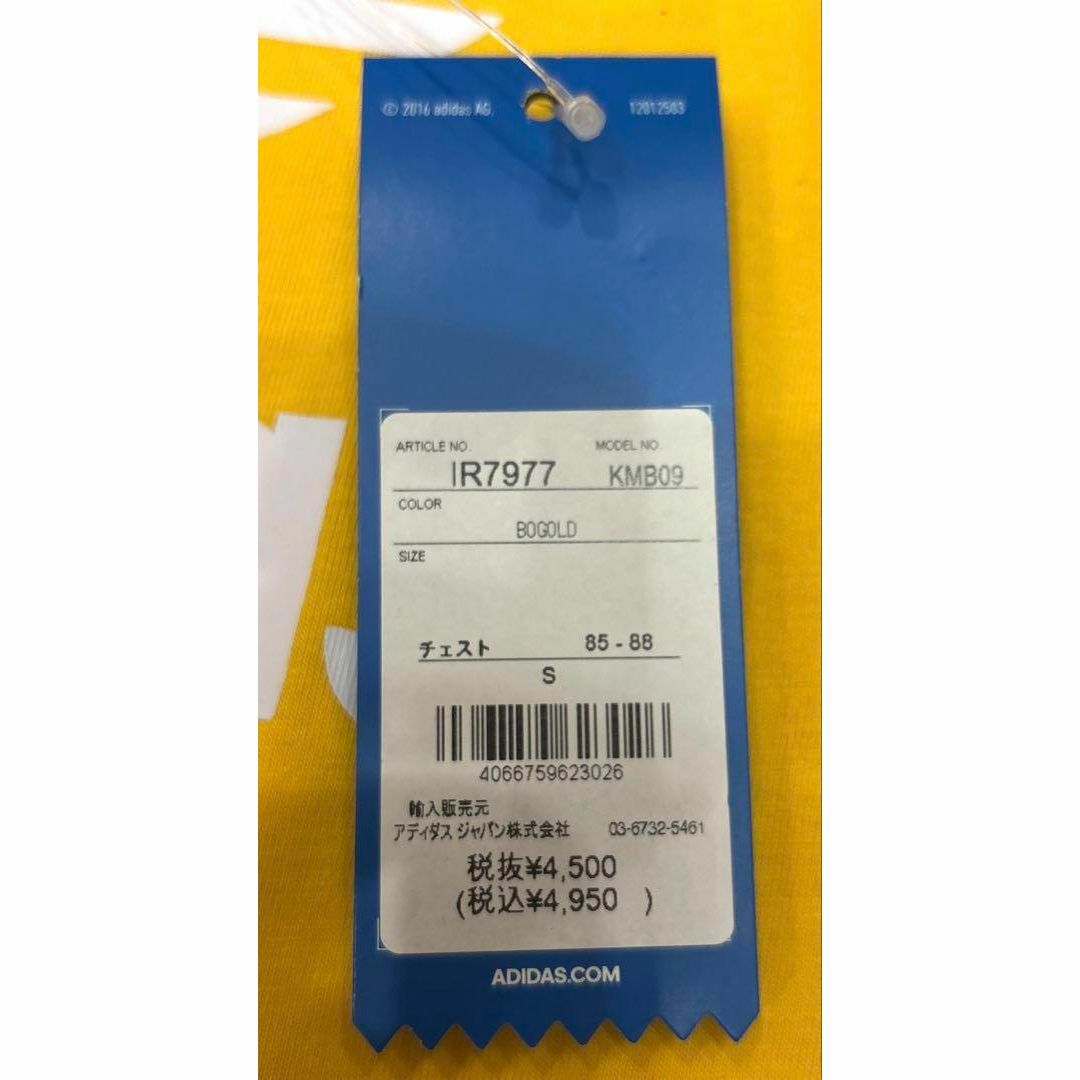 © 2016 adidas AG. 12012503
ARTICLE NO. MODEL NO.
IR7977 KMB09
COLOR
BOGOLD
SIZE
チェスト 85 - 88
S
4066759623026
輸入販売元
アディダス ジャパン株式会社 03-6732-5461
税抜¥4,500
(税込¥4,950 )
ADIDAS.COM